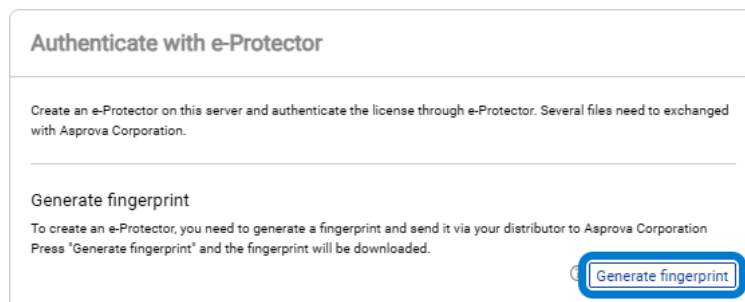 Authenticate with e-Protector
Create an e-Protector on this server and authenticate the license through e-Protector. Several files need to exchanged
with Asprova Corporation.
Generate fingerprint
To create an e-Protector, you need to generate a fingerprint and send it via your distributor to Asprova Corporation
Press "Generate fingerprint" and the fingerprint will be downloaded.
Generate fingerprint